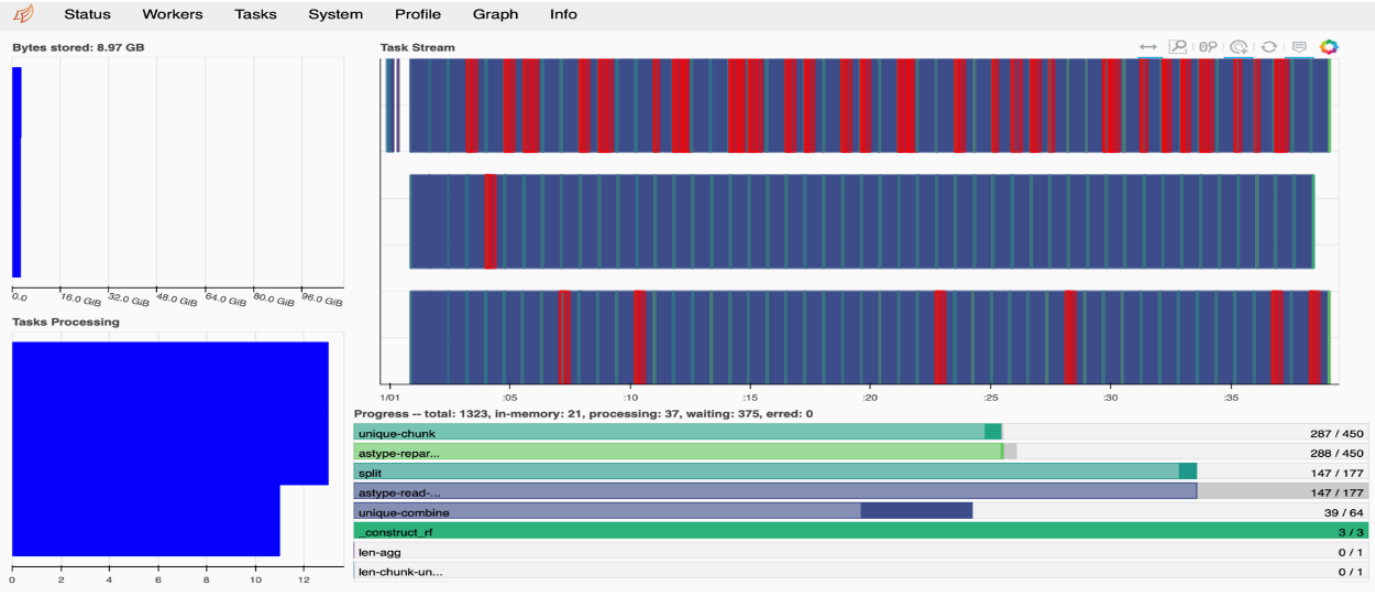 Status Workers Tasks System Profile Graph Info
Bytes stored: 8.97 GB
0.0 16.0 GiB 32.0 GiB 48.0 GiB 64.0 GiB 80.0 GiB 96.0 GiB
Tasks Processing
0 2 4 6 8 10 12
Task Stream
1/01 :05 :10 :15 :20 :25 :30 :35
Progress -- total: 1323, in-memory: 21, processing: 37, waiting: 375, erred: 0
unique-chunk 287 / 450
astype-repar... 288 / 450
split 147 / 177
astype-read-... 147 / 177
unique-combine 39 / 64
_construct_rf 3 / 3
len-agg 0 / 1
len-chunk-un... 0 / 1